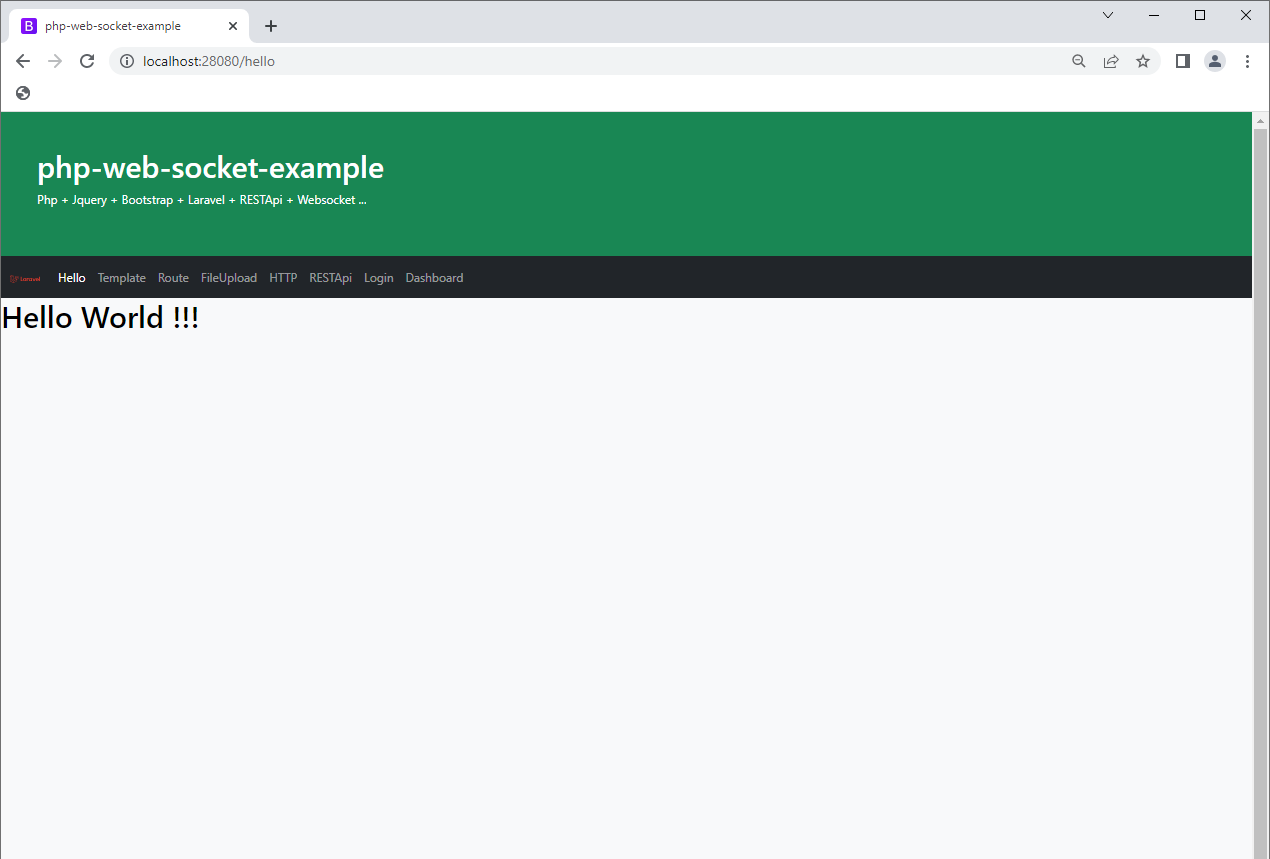 php-web-socket-example
localhost:28080/hello
php-web-socket-example
Php + Jquery + Bootstrap + Laravel + RESTApi + Websocket ...
Laravel Hello Template Route FileUpload HTTP RESTApi Login Dashboard
Hello World !!!